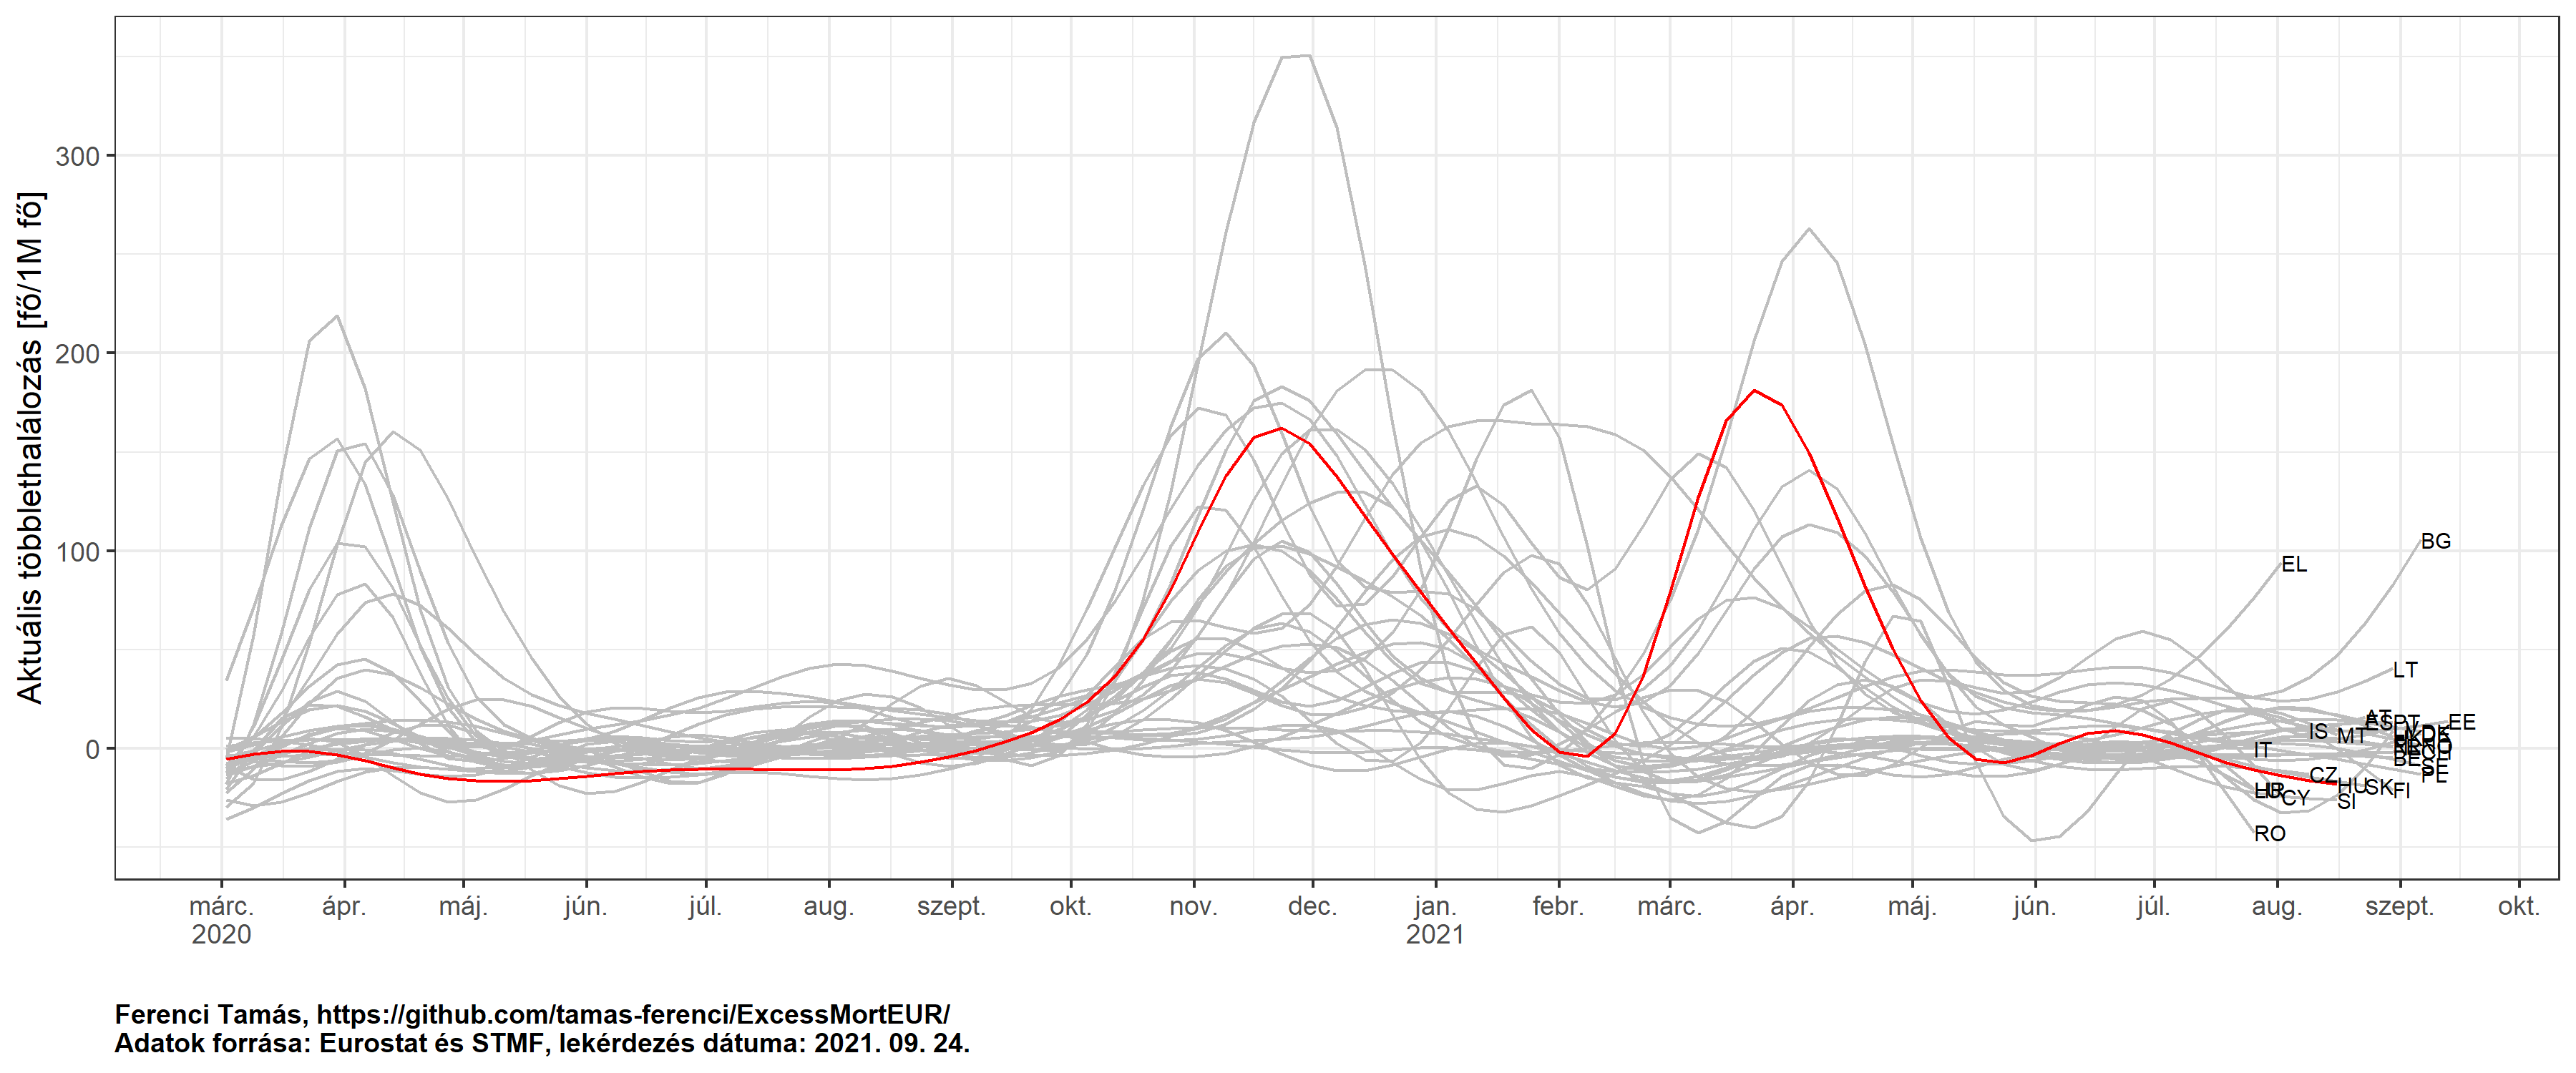 Aktuális többlethalálozás [fő/1M fő]
300
200
100
0
BG
EL
LT
AT
ES
PT
EE
IS
MT
IT
BE
CZ
HU
SK
FI
CY
SI
RO
márc. ápr. máj. jún. júl. aug. szept. okt. nov. dec. jan. febr. márc. ápr. máj. jún. júl. aug. szept. okt.
2020 2021
Ferenci Tamás, https://github.com/tamas-ferenci/ExcessMortEUR/
Adatok forrása: Eurostat és STMF, lekérdezés dátuma: 2021. 09. 24.